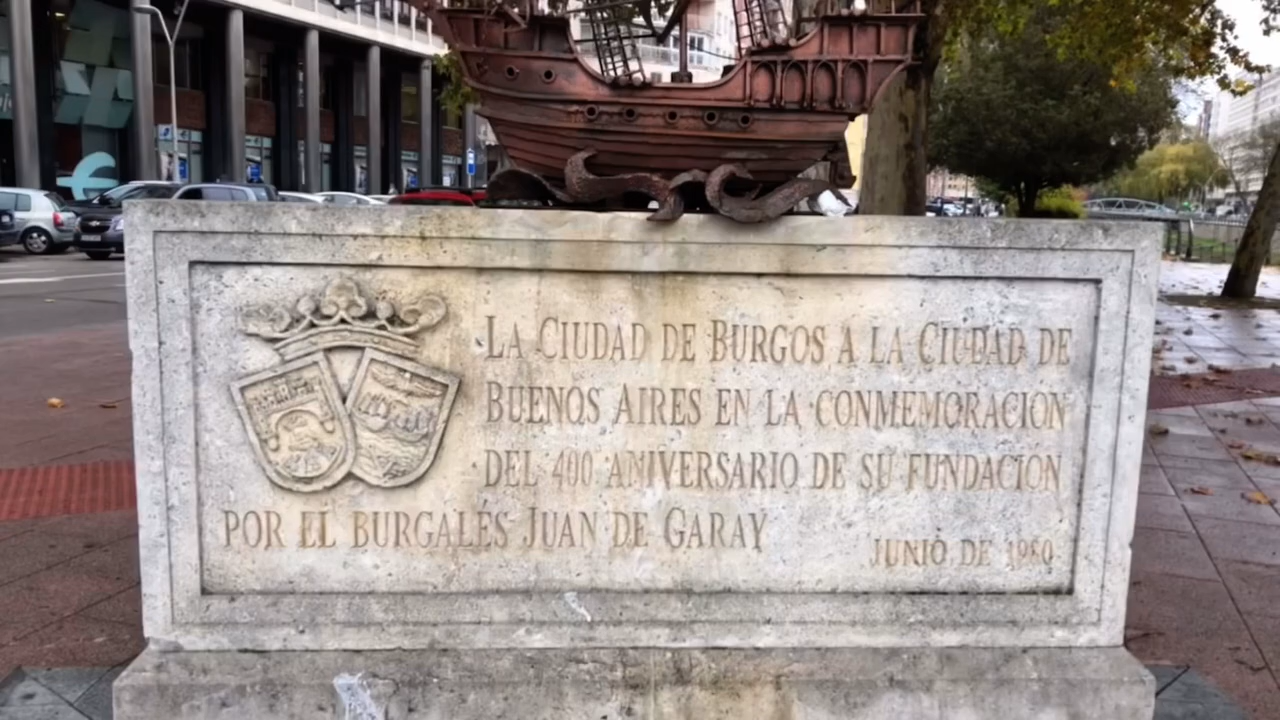 LA CIUDAD DE BURGOS A LA CIUDAD DE
BUENOS AIRES EN LA CONMEMORACION
DEL 400 ANIVERSARIO DE SU FUNDACION
POR EL BURGALES JUAN DE GARAY
JUNIO DE 1980